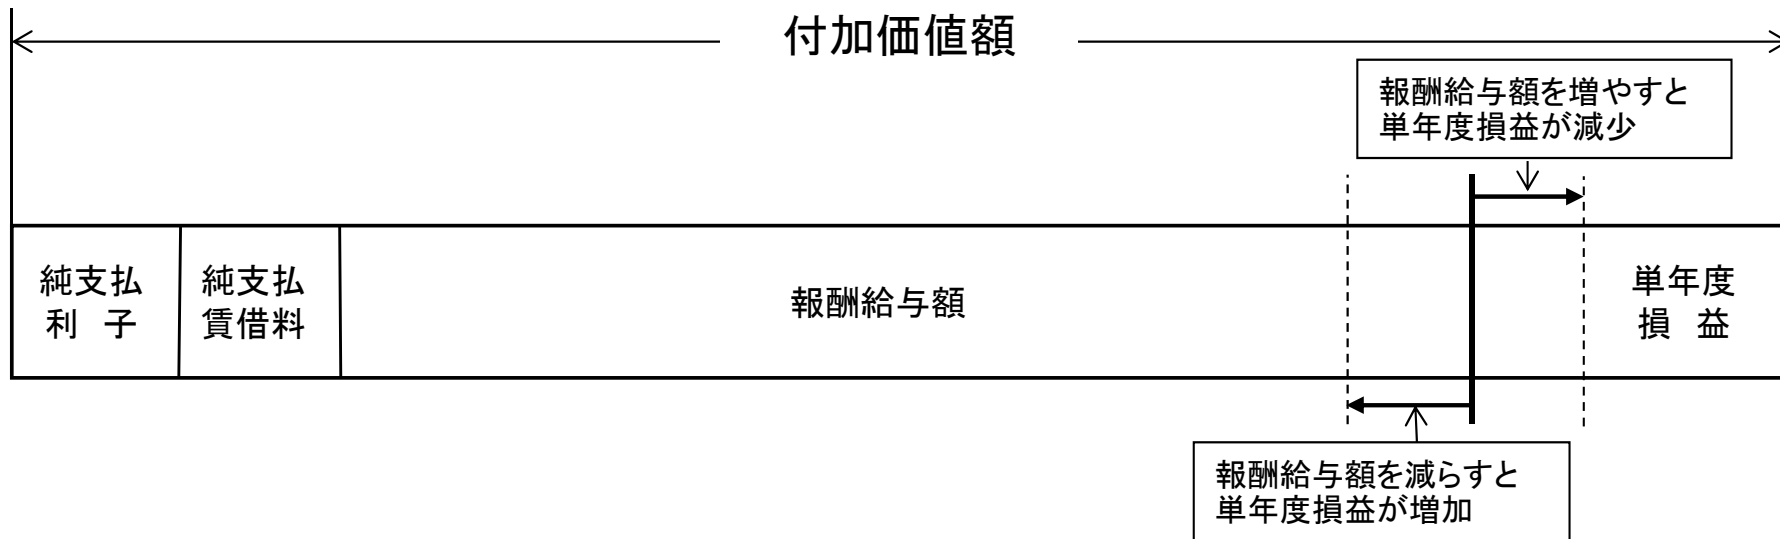 付加価値額
報酬給与額を増やすと
単年度損益が減少
純支払
利 子
純支払
賃借料
報酬給与額
単年度
損 益
報酬給与額を減らすと
単年度損益が増加